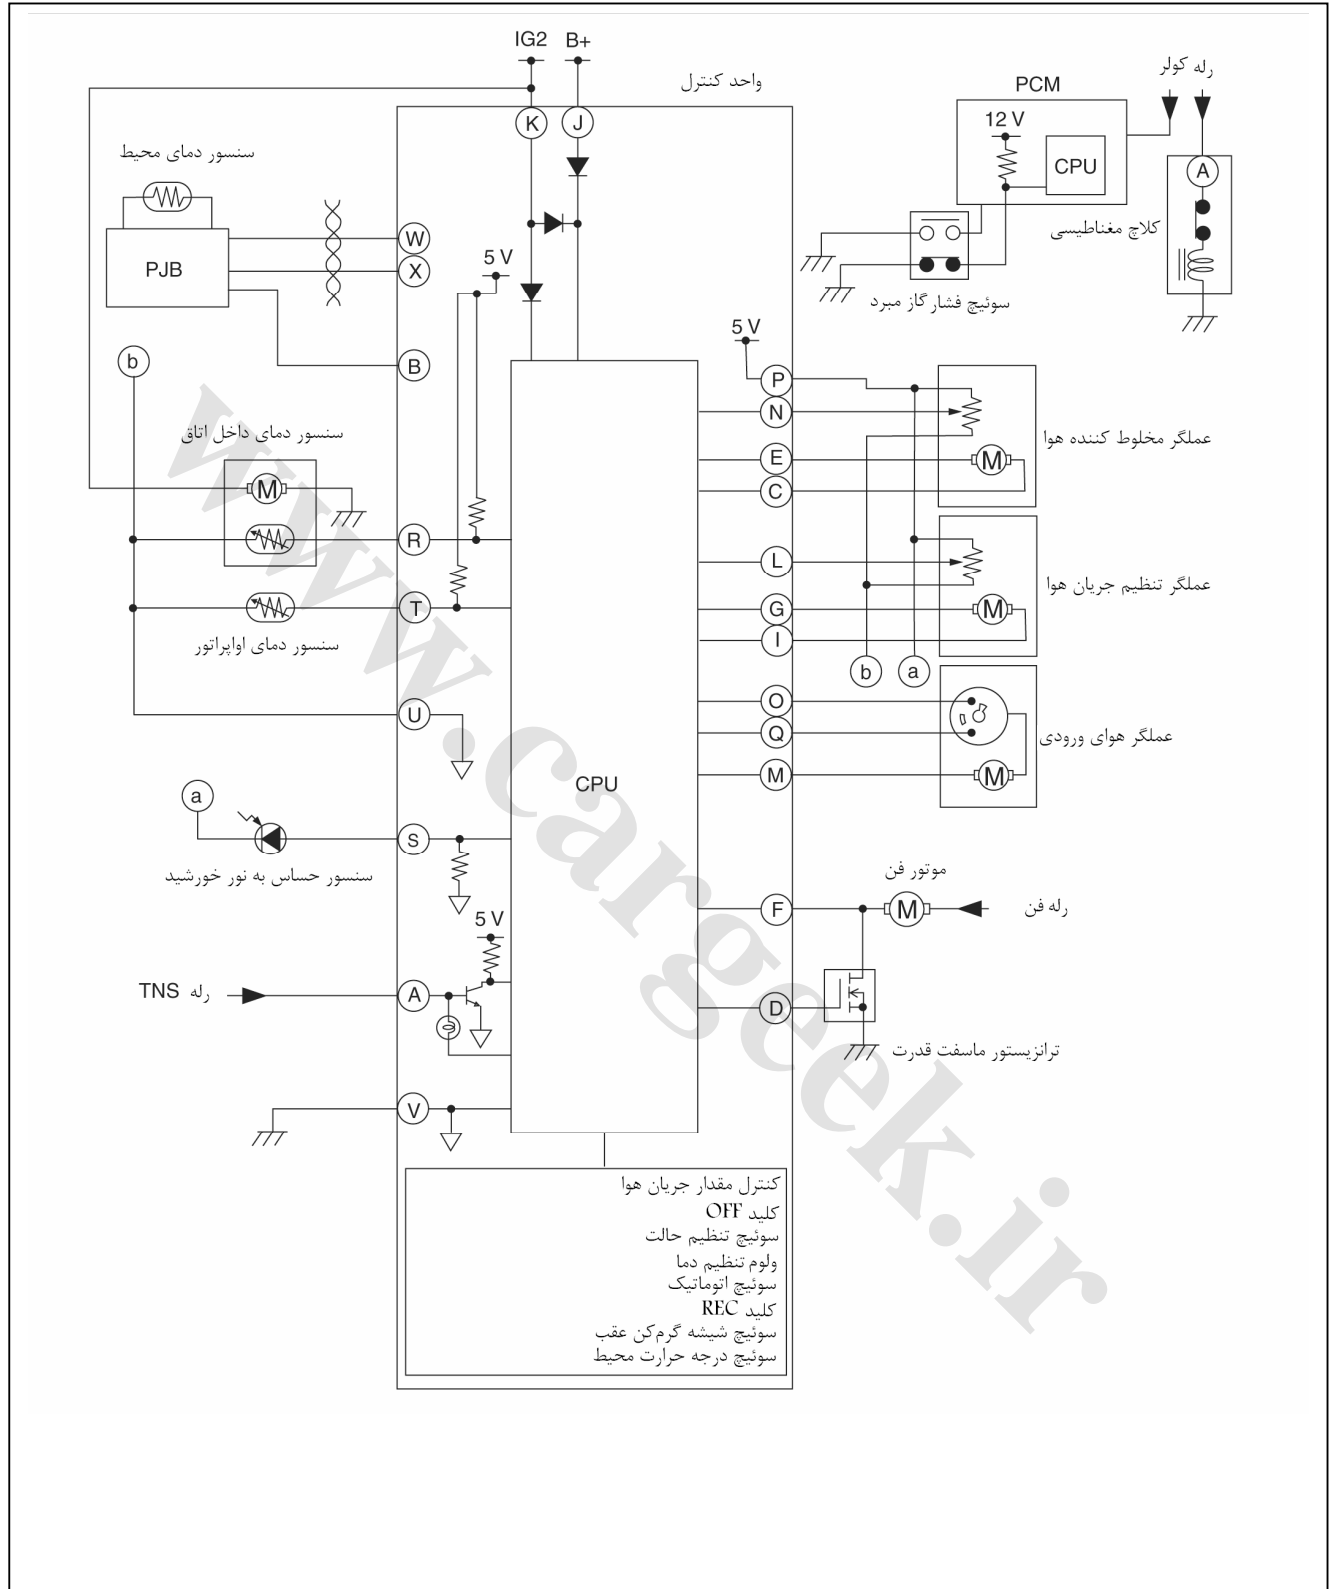 IG2
B+
واحد کنترل
رله کولر
PCM
12 V
CPU
K
J
A
کلاچ مغناطیسی
سوئیچ فشار گاز مبرد
سنسور دمای محیط
PJB
W
X
B
5 V
5 V
b
سنسور دمای داخل اتاق
M
R
T
سنسور دمای اواپراتور
U
a
S
سنسور حساس به نور خورشید
5 V
رله TNS
A
V
CPU
P
N
E
C
M
عملگر مخلوط کننده هوا
L
G
I
M
عملگر تنظیم جریان هوا
b
a
O
Q
M
M
عملگر هوای ورودی
موتور فن
F
M
رله فن
D
ترانزیستور ماسفت قدرت
کنترل مقدار جریان هوا
کلید OFF
سوئیچ تنظیم حالت
ولوم تنظیم دما
سوئیچ اتوماتیک
کلید REC
سوئیچ شیشه گرم‌کن عقب
سوئیچ درجه حرارت محیط
www.cargeek.ir